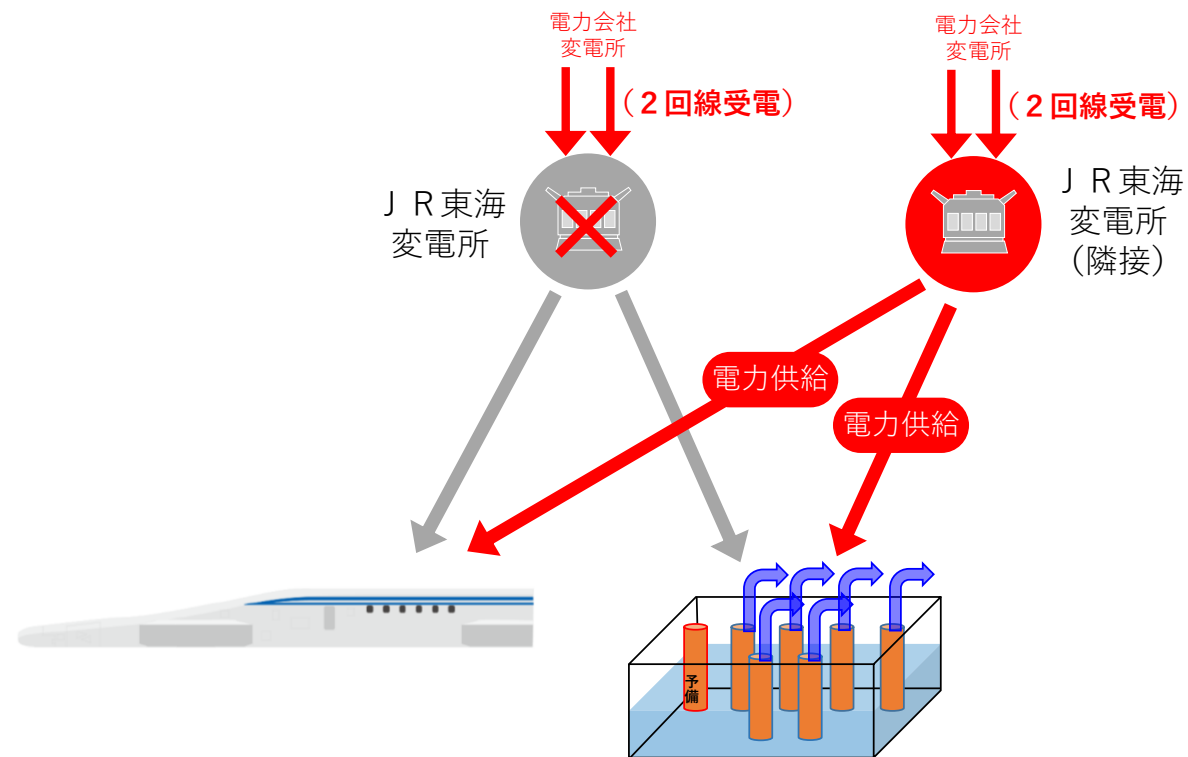 電力会社
変電所
（２回線受電）
ＪＲ東海
変電所
電力会社
変電所
（２回線受電）
ＪＲ東海
変電所
（隣接）
電力供給
電力供給
予
備